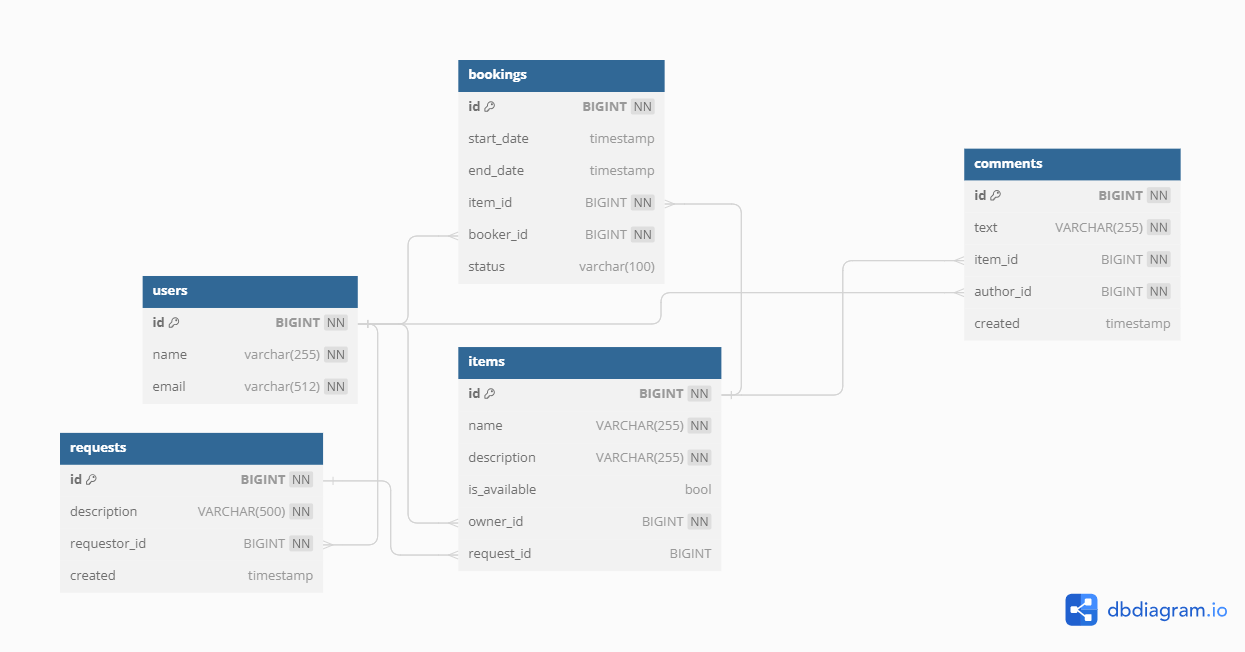 bookings
id BIGINT NN
start_date timestamp
end_date timestamp
item_id BIGINT NN
booker_id BIGINT NN
status varchar(100)
comments
id BIGINT NN
text VARCHAR(255) NN
item_id BIGINT NN
author_id BIGINT NN
created timestamp
users
id BIGINT NN
name varchar(255) NN
email varchar(512) NN
items
id BIGINT NN
name VARCHAR(255) NN
description VARCHAR(255) NN
is_available bool
owner_id BIGINT NN
request_id BIGINT
requests
id BIGINT NN
description VARCHAR(500) NN
requestor_id BIGINT NN
created timestamp
dbdiagram.io